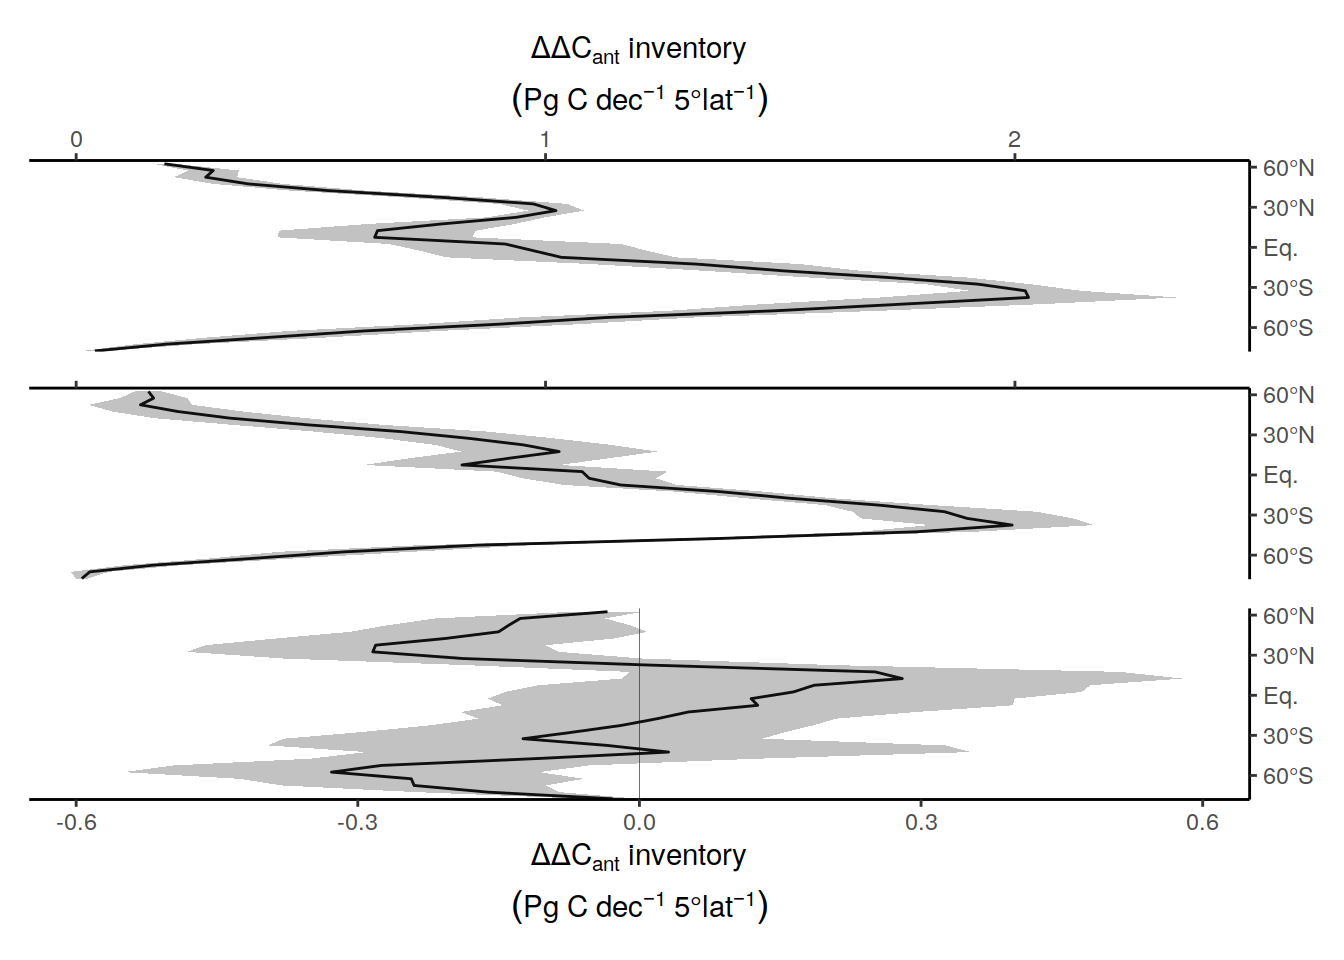 ΔΔCant inventory
(Pg C dec⁻¹ 5°lat⁻¹)
0 1 2
60°N
30°N
Eq.
30°S
60°S
60°N
30°N
Eq.
30°S
60°S
60°N
30°N
Eq.
30°S
60°S
-0.6 -0.3 0.0 0.3 0.6
ΔΔCant inventory
(Pg C dec⁻¹ 5°lat⁻¹)